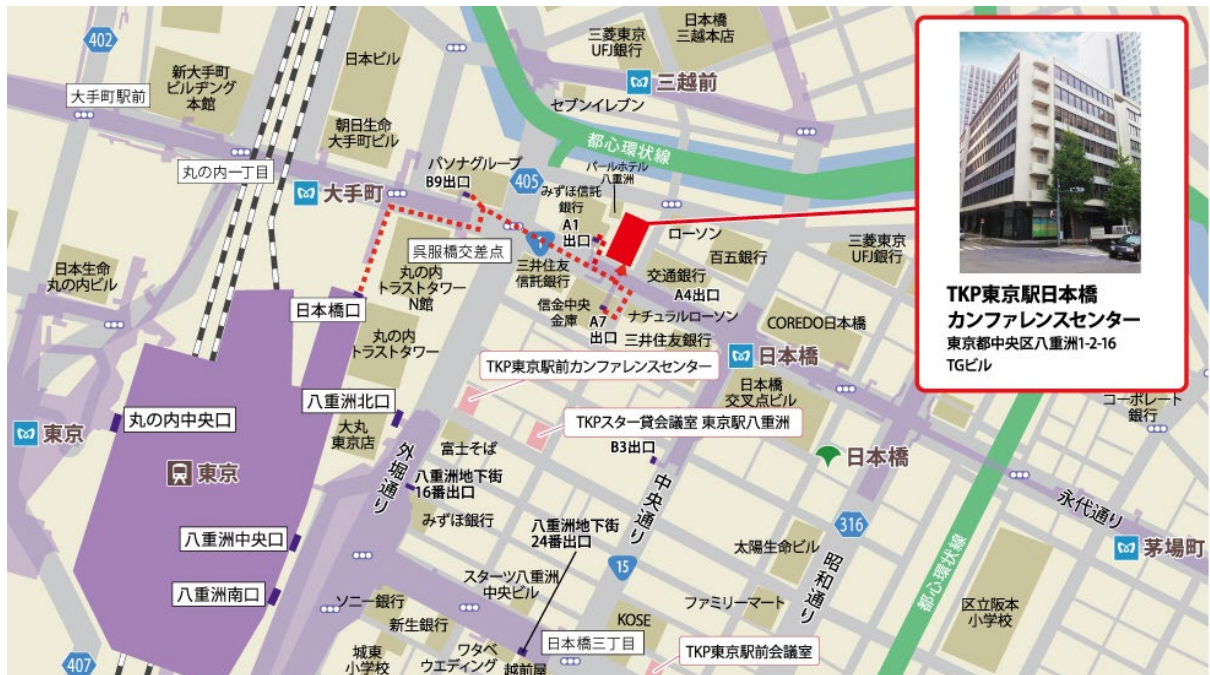 402
大手町駅前
新大手町
ビルヂング
本館
日本ビル
朝日生命
大手町ビル
丸の内一丁目
大手町
パソナグループ
B9出口
405
三菱東京
UFJ銀行
日本橋
三越本店
三越前
セブンイレブン
都心環状線
パールホテル
八重洲
みずほ信託
銀行
A1
出口
呉服橋交差点
1
三井住友
信託銀行
ローソン
百五銀行
三菱東京
UFJ銀行
交通銀行
A4出口
日本生命
丸の内ビル
日本橋口
丸の内
トラストタワー
N館
丸の内
トラストタワー
信金中央
金庫
A7
出口
ナチュラルローソン
三井住友銀行
COREDO日本橋
日本橋
TKP東京駅日本橋
カンファレンスセンター
東京都中央区八重洲1-2-16
TGビル
TKP東京駅前カンファレンスセンター
日本橋
交叉点ビル
コーポレート
銀行
八重洲北口
丸の内中央口
東京
大丸
東京店
TKPスター貸会議室 東京駅八重洲
B3出口
日本橋
東京
外堀通り
富士そば
八重洲地下街
16番出口
みずほ銀行
中央通り
永代通り
316
茅場町
八重洲中央口
八重洲地下街
24番出口
15
太陽生命ビル
昭和通り
都心環状線
八重洲南口
スターツ八重洲
中央ビル
ソニー銀行
新生銀行
KOSE
ファミリーマート
区立阪本
小学校
407
城東
小学校
ワタベ
ウエディング
越前屋
日本橋三丁目
TKP東京駅前会議室